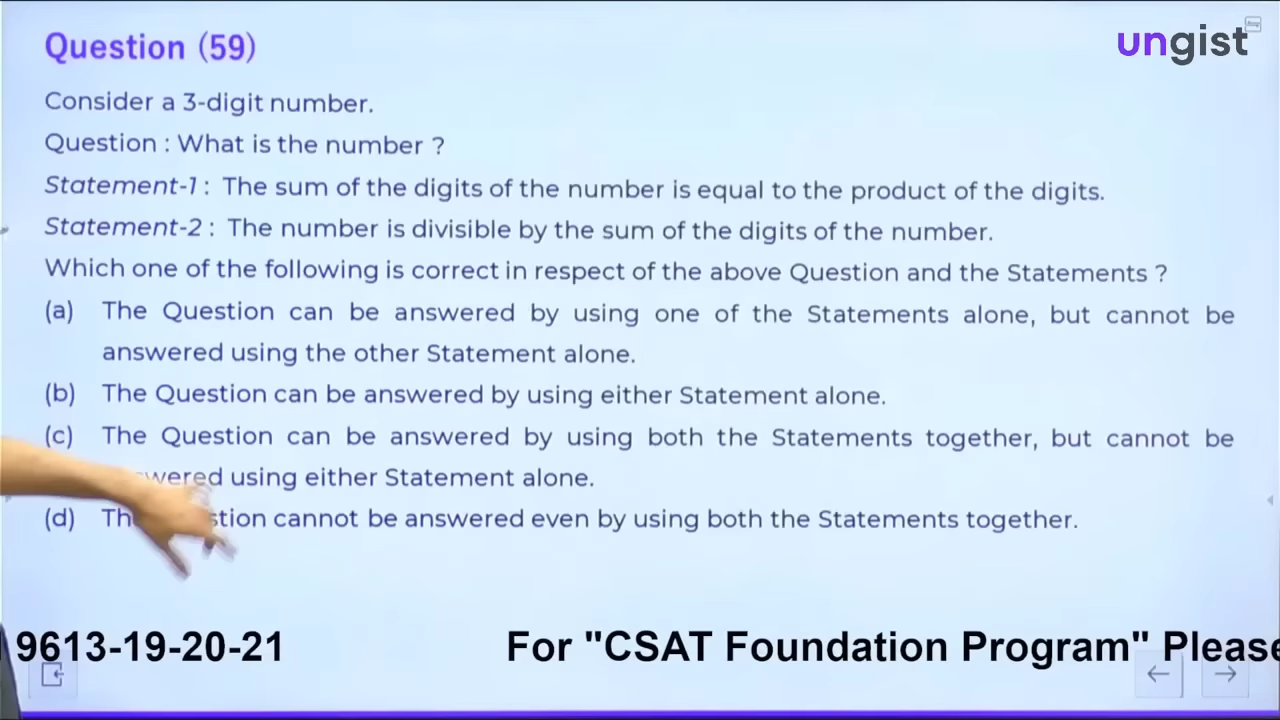 Question (59)
ungist
Consider a 3-digit number.
Question : What is the number ?
Statement-1 : The sum of the digits of the number is equal to the product of the digits.
Statement-2 : The number is divisible by the sum of the digits of the number.
Which one of the following is correct in respect of the above Question and the Statements ?
(a) The Question can be answered by using one of the Statements alone, but cannot be
answered using the other Statement alone.
(b) The Question can be answered by using either Statement alone.
(c) The Question can be answered by using both the Statements together, but cannot be
wered using either Statement alone.
(d) Th stion cannot be answered even by using both the Statements together.
9613-19-20-21 For "CSAT Foundation Program" Please